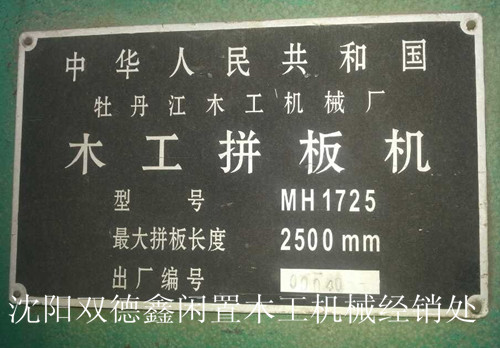 中华人民共和国
牡丹江木工机械厂
木工拼板机
型 号 MH1725
最大拼板长度 2500mm
出厂编号
沈阳双德鑫闲置木工机械经销处